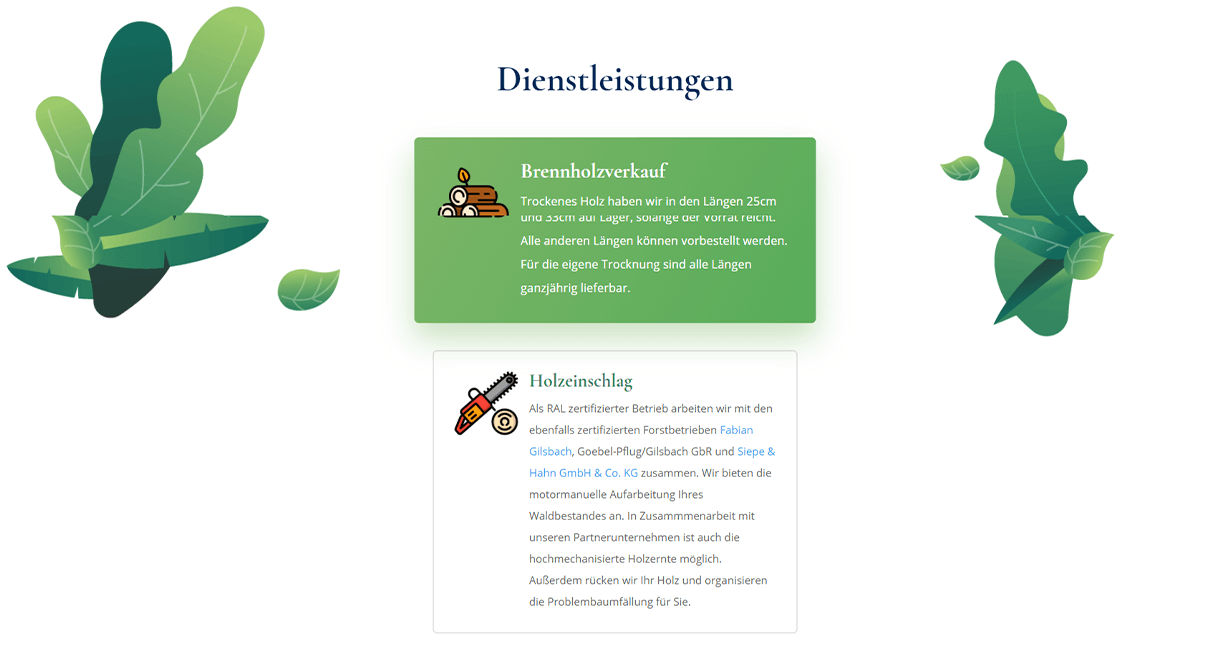 Dienstleistungen
Brennholzverkauf
Trockenes Holz haben wir in den Längen 25cm
und 33cm auf Lager, solange der Vorrat reicht.
Alle anderen Längen können vorbestellt werden.
Für die eigene Trocknung sind alle Längen
ganzjährig lieferbar.
Holzeinschlag
Als RAL zertifizierter Betrieb arbeiten wir mit den
ebenfalls zertifizierten Forstbetrieben Fabian
Gilsbach, Goebel-Pflug/Gilsbach GbR und Siepe &
Hahn GmbH & Co. KG zusammen. Wir bieten die
motormanuelle Aufarbeitung Ihres
Waldbestandes an. In Zusammmenarbeit mit
unseren Partnerunternehmen ist auch die
hochmechanisierte Holzernte möglich.
Außerdem rücken wir Ihr Holz und organisieren
die Problembaumfällung für Sie.